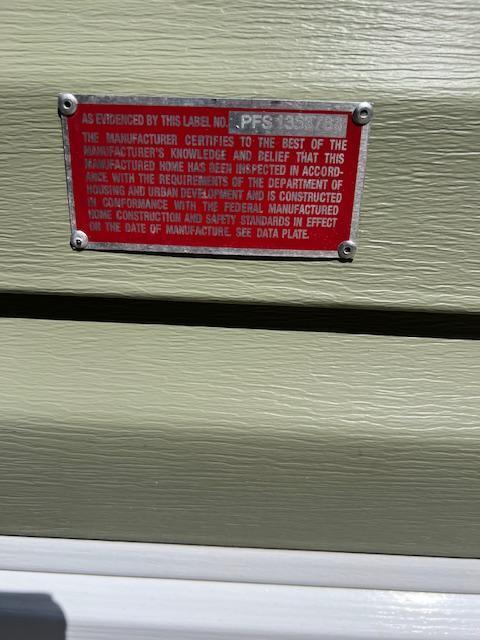 AS EVIDENCED BY THIS LABEL NO. PFS
THE MANUFACTURER CERTIFIES TO THE BEST OF THE
MANUFACTURER'S KNOWLEDGE AND BELIEF THAT THIS
MANUFACTURED HOME HAS BEEN INSPECTED IN ACCORD-
ANCE WITH THE REQUIREMENTS OF THE DEPARTMENT OF
HOUSING AND URBAN DEVELOPMENT AND IS CONSTRUCTED
IN CONFORMANCE WITH THE FEDERAL MANUFACTURED
HOME CONSTRUCTION AND SAFETY STANDARDS IN EFFECT
ON THE DATE OF MANUFACTURE. SEE DATA PLATE.